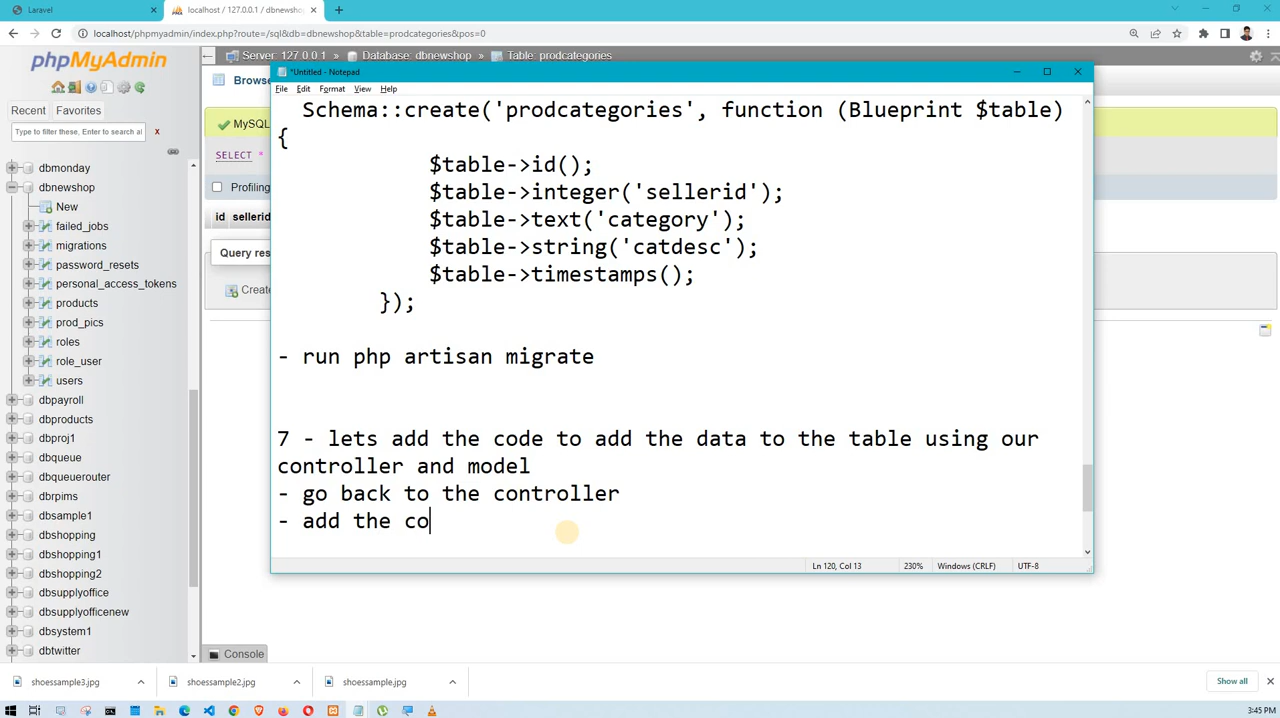 Laravel
localhost / 127.0.0.1 / dbnewshop
localhost/phpmyadmin/index.php?route=/sql&db=dbnewshop&table=prodcategories&pos=0
phpMyAdmin
Server: 127.0.0.1 Database: dbnewshop Table: prodcategories
*Untitled - Notepad
File Edit Format View Help
Recent Favorites
Type to filter these, Enter to search al x
dbmonday
dbnewshop
New
failed_jobs
migrations
password_resets
personal_access_tokens
products
prod_pics
roles
role_user
users
dbpayroll
dbproducts
dbproj1
dbqueue
dbqueuerouter
dbrpims
dbsample1
dbshopping
dbshopping1
dbshopping2
dbsupplyoffice
dbsupplyofficenew
dbsystem1
dbtwitter
Browse
MySQL
SELECT *
Profiling
id sellerid
Query res
Create
Schema::create('prodcategories', function (Blueprint $table)
{
$table->id();
$table->integer('sellerid');
$table->text('category');
$table->string('catdesc');
$table->timestamps();
});
- run php artisan migrate
7 - lets add the code to add the data to the table using our
controller and model
- go back to the controller
- add the co
Ln 120, Col 13 230% Windows (CRLF) UTF-8
Console
shoessample3.jpg shoessample2.jpg shoessample.jpg Show all
3:45 PM